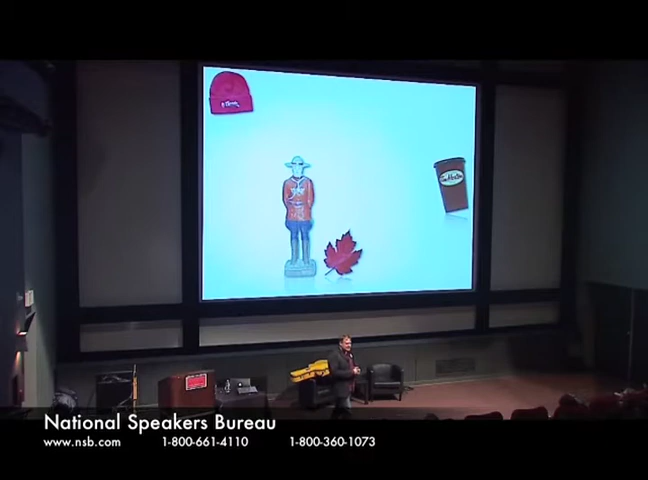 Tim Hortons
National Speakers Bureau
www.nsb.com 1-800-661-4110 1-800-360-1073